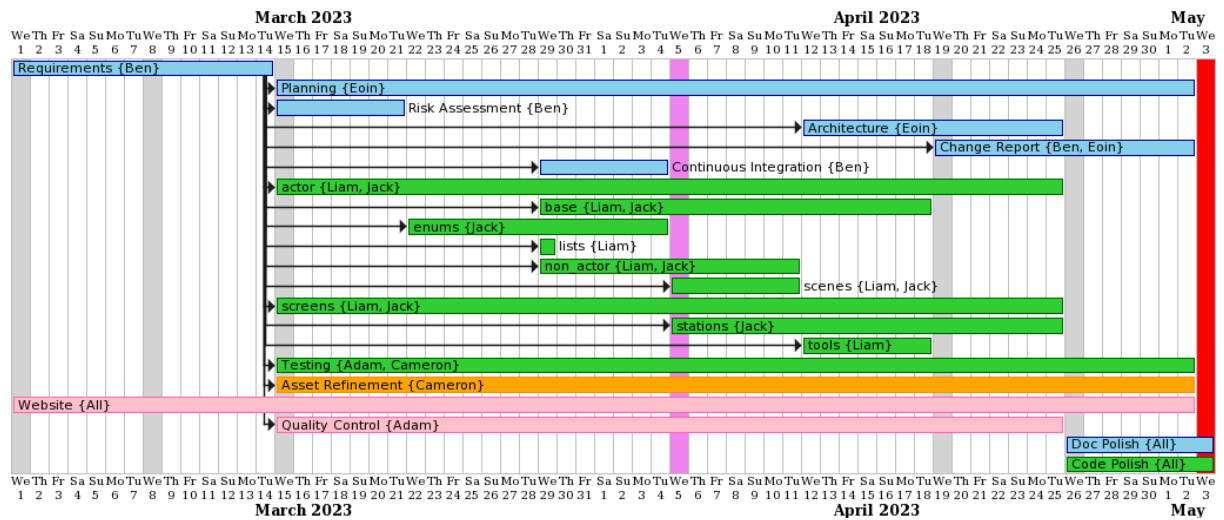 March 2023 April 2023 May
We Th Fr Sa Su Mo Tu We Th Fr Sa Su Mo Tu We Th Fr Sa Su Mo Tu We Th Fr Sa Su Mo Tu We Th Fr Sa Su Mo Tu We Th Fr Sa Su Mo Tu We Th Fr Sa Su Mo Tu We Th Fr Sa Su Mo Tu We Th Fr Sa Su Mo Tu We
1 2 3 4 5 6 7 8 9 10 11 12 13 14 15 16 17 18 19 20 21 22 23 24 25 26 27 28 29 30 31 1 2 3 4 5 6 7 8 9 10 11 12 13 14 15 16 17 18 19 20 21 22 23 24 25 26 27 28 29 30 1 2 3
Requirements {Ben}
Planning {Eoin}
Risk Assessment {Ben}
Architecture {Eoin}
Change Report {Ben, Eoin}
Continuous Integration {Ben}
actor {Liam, Jack}
base {Liam, Jack}
enums {Jack}
lists {Liam}
non_actor {Liam, Jack}
scenes {Liam, Jack}
screens {Liam, Jack}
stations {Jack}
tools {Liam}
Testing {Adam, Cameron}
Asset Refinement {Cameron}
Website {All}
Quality Control {Adam}
Doc Polish {All}
Code Polish {All}
We Th Fr Sa Su Mo Tu We Th Fr Sa Su Mo Tu We Th Fr Sa Su Mo Tu We Th Fr Sa Su Mo Tu We Th Fr Sa Su Mo Tu We Th Fr Sa Su Mo Tu We Th Fr Sa Su Mo Tu We Th Fr Sa Su Mo Tu We Th Fr Sa Su Mo Tu We
1 2 3 4 5 6 7 8 9 10 11 12 13 14 15 16 17 18 19 20 21 22 23 24 25 26 27 28 29 30 31 1 2 3 4 5 6 7 8 9 10 11 12 13 14 15 16 17 18 19 20 21 22 23 24 25 26 27 28 29 30 1 2 3
March 2023 April 2023 May